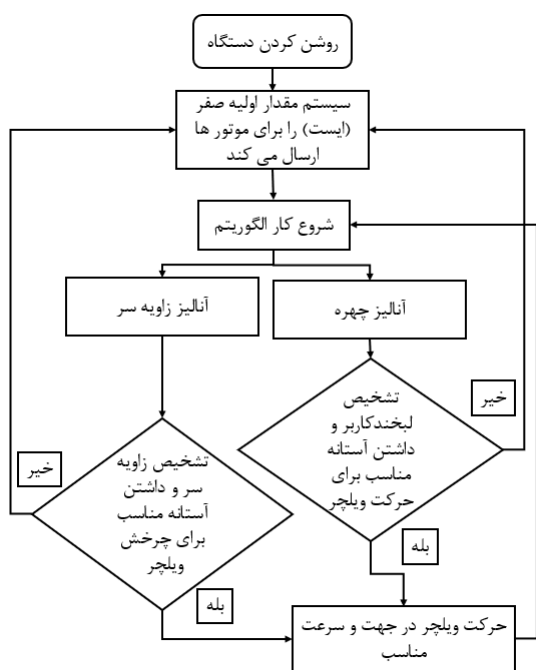 روشن کردن دستگاه
سیستم مقدار اولیه صفر
(ایست) را برای موتور ها
ارسال می کند
شروع کار الگوریتم
آنالیز چهره
آنالیز زاویه سر
تشخیص
لبخندکاربر و
داشتن آستانه
مناسب برای
حرکت ویلچر
خیر
بله
تشخیص زاویه
سر و داشتن
آستانه مناسب
برای چرخش
ویلچر
خیر
بله
حرکت ویلچر در جهت و سرعت
مناسب